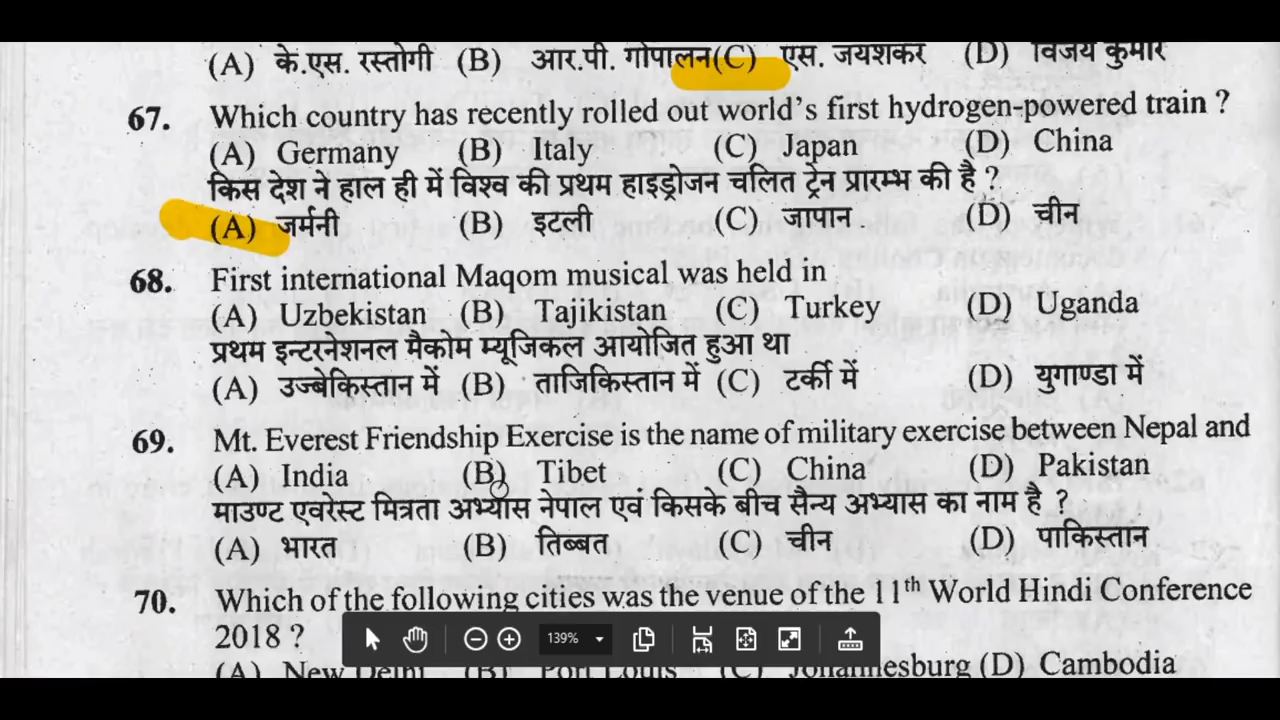 (A) के.एस. रस्तोगी (B) आर.पी. गोपालन(C) एस. जयशंकर (D) विजय कुमार
67. Which country has recently rolled out world's first hydrogen-powered train ?
(A) Germany (B) Italy (C) Japan (D) China
किस देश ने हाल ही में विश्व की प्रथम हाइड्रोजन चलित ट्रेन प्रारम्भ की है ?
(A) जर्मनी (B) इटली (C) जापान (D) चीन
68. First international Maqom musical was held in
(A) Uzbekistan (B) Tajikistan (C) Turkey (D) Uganda
प्रथम इन्टरनेशनल मैकोम म्यूजिकल आयोजित हुआ था
(A) उज्बेकिस्तान में (B) ताजिकिस्तान में (C) टर्की में (D) युगाण्डा में
69. Mt. Everest Friendship Exercise is the name of military exercise between Nepal and
(A) India (B) Tibet (C) China (D) Pakistan
माउण्ट एवरेस्ट मित्रता अभ्यास नेपाल एवं किसके बीच सैन्य अभ्यास का नाम है ?
(A) भारत (B) तिब्बत (C) चीन (D) पाकिस्तान
70. Which of the following cities was the venue of the 11th World Hindi Conference
2018 ?
139%
(A) New Delhi (B) Port Louis (C) Johannesburg (D) Cambodia